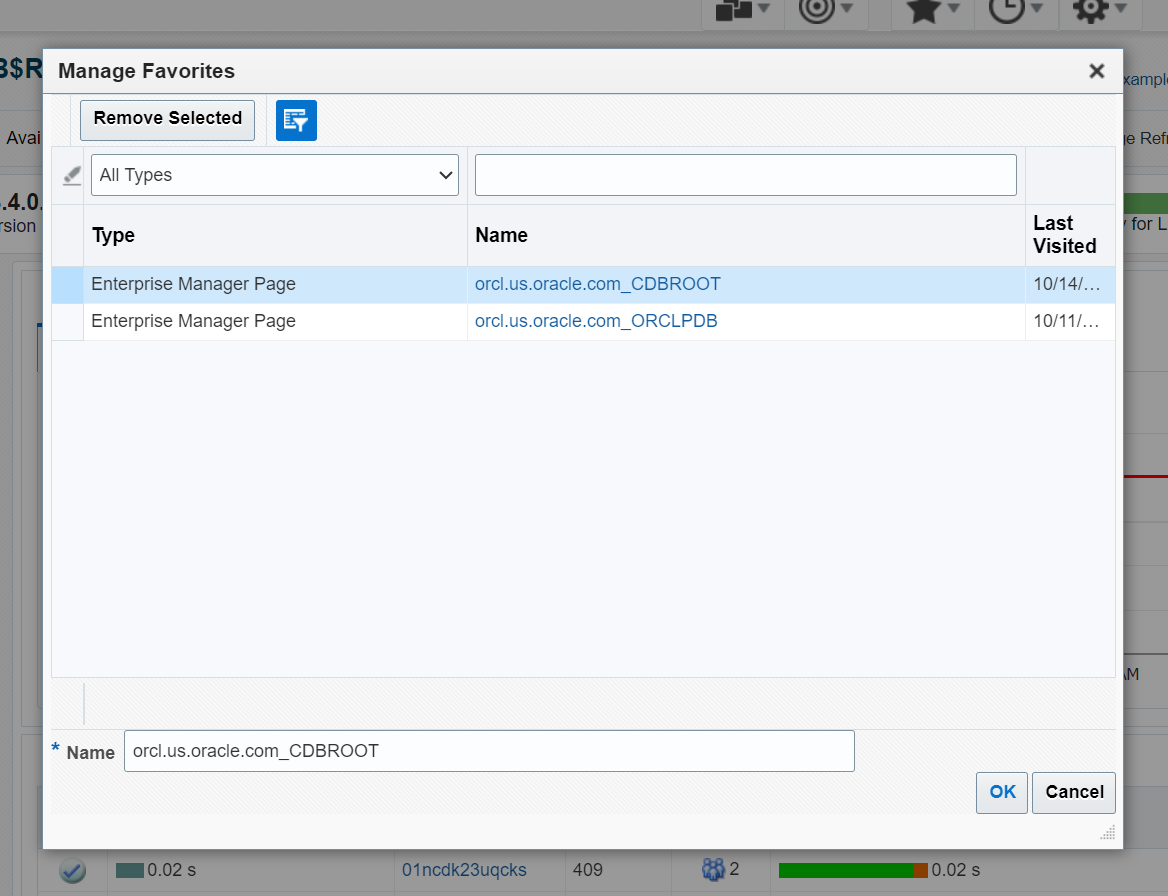 Manage Favorites
Remove Selected
All Types
Type
Name
Last
Visited
Enterprise Manager Page
orcl.us.oracle.com_CDBROOT
10/14/…
Enterprise Manager Page
orcl.us.oracle.com_ORCLPDB
10/11/…
* Name
orcl.us.oracle.com_CDBROOT
OK
Cancel
B$R
Avai
.4.0.
rsion
xample
ge Refr
y for L
AM
0.02 s
01ncdk23uqcks
409
2
0.02 s